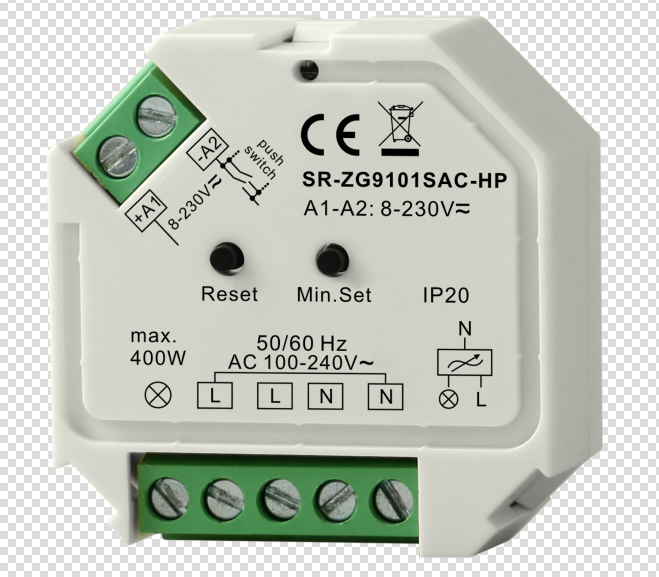 -A2
push
switch
+A1
8-230V⎓
CE
SR-ZG9101SAC-HP
A1-A2: 8-230V≂
Reset
Min.Set
IP20
max.
400W
50/60 Hz
AC 100-240V~
L
L
N
N
N
L